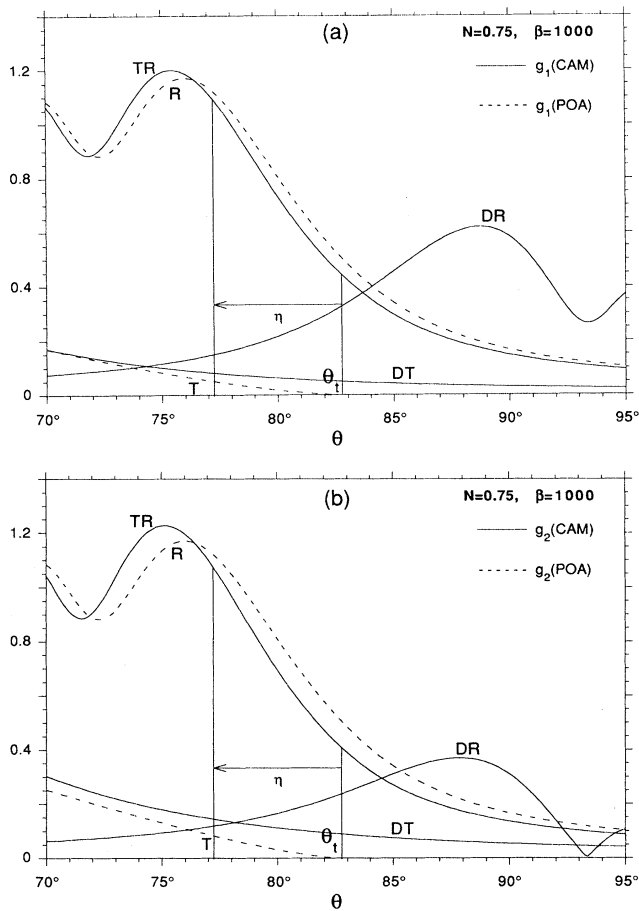 (a)
N=0.75, β=1000
g₁(CAM)
g₁(POA)
TR
R
DR
η
θₜ
DT
T
1.2
0.8
0.4
0
70° 75° 80° 85° 90° 95°
θ
(b)
N=0.75, β=1000
g₂(CAM)
g₂(POA)
TR
R
DR
η
θₜ
DT
T
1.2
0.8
0.4
0
70° 75° 80° 85° 90° 95°
θ